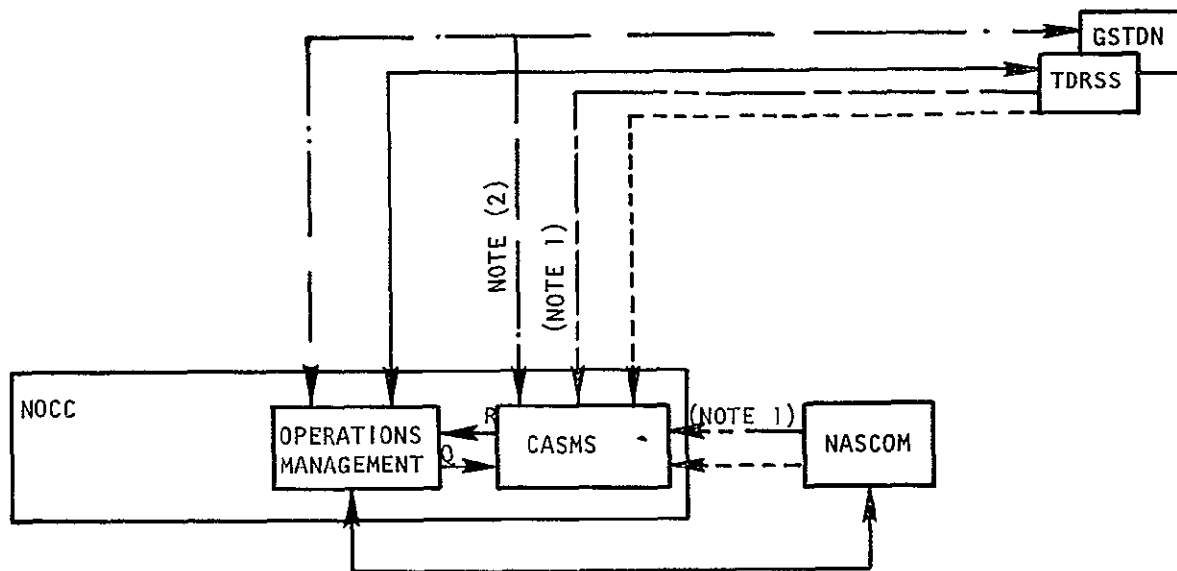 GSTDN
TDRSS
NOTE (2)
(NOTE 1)
NOCC
OPERATIONS
MANAGEMENT
R
Q
CASMS
(NOTE 1)
NASCOM